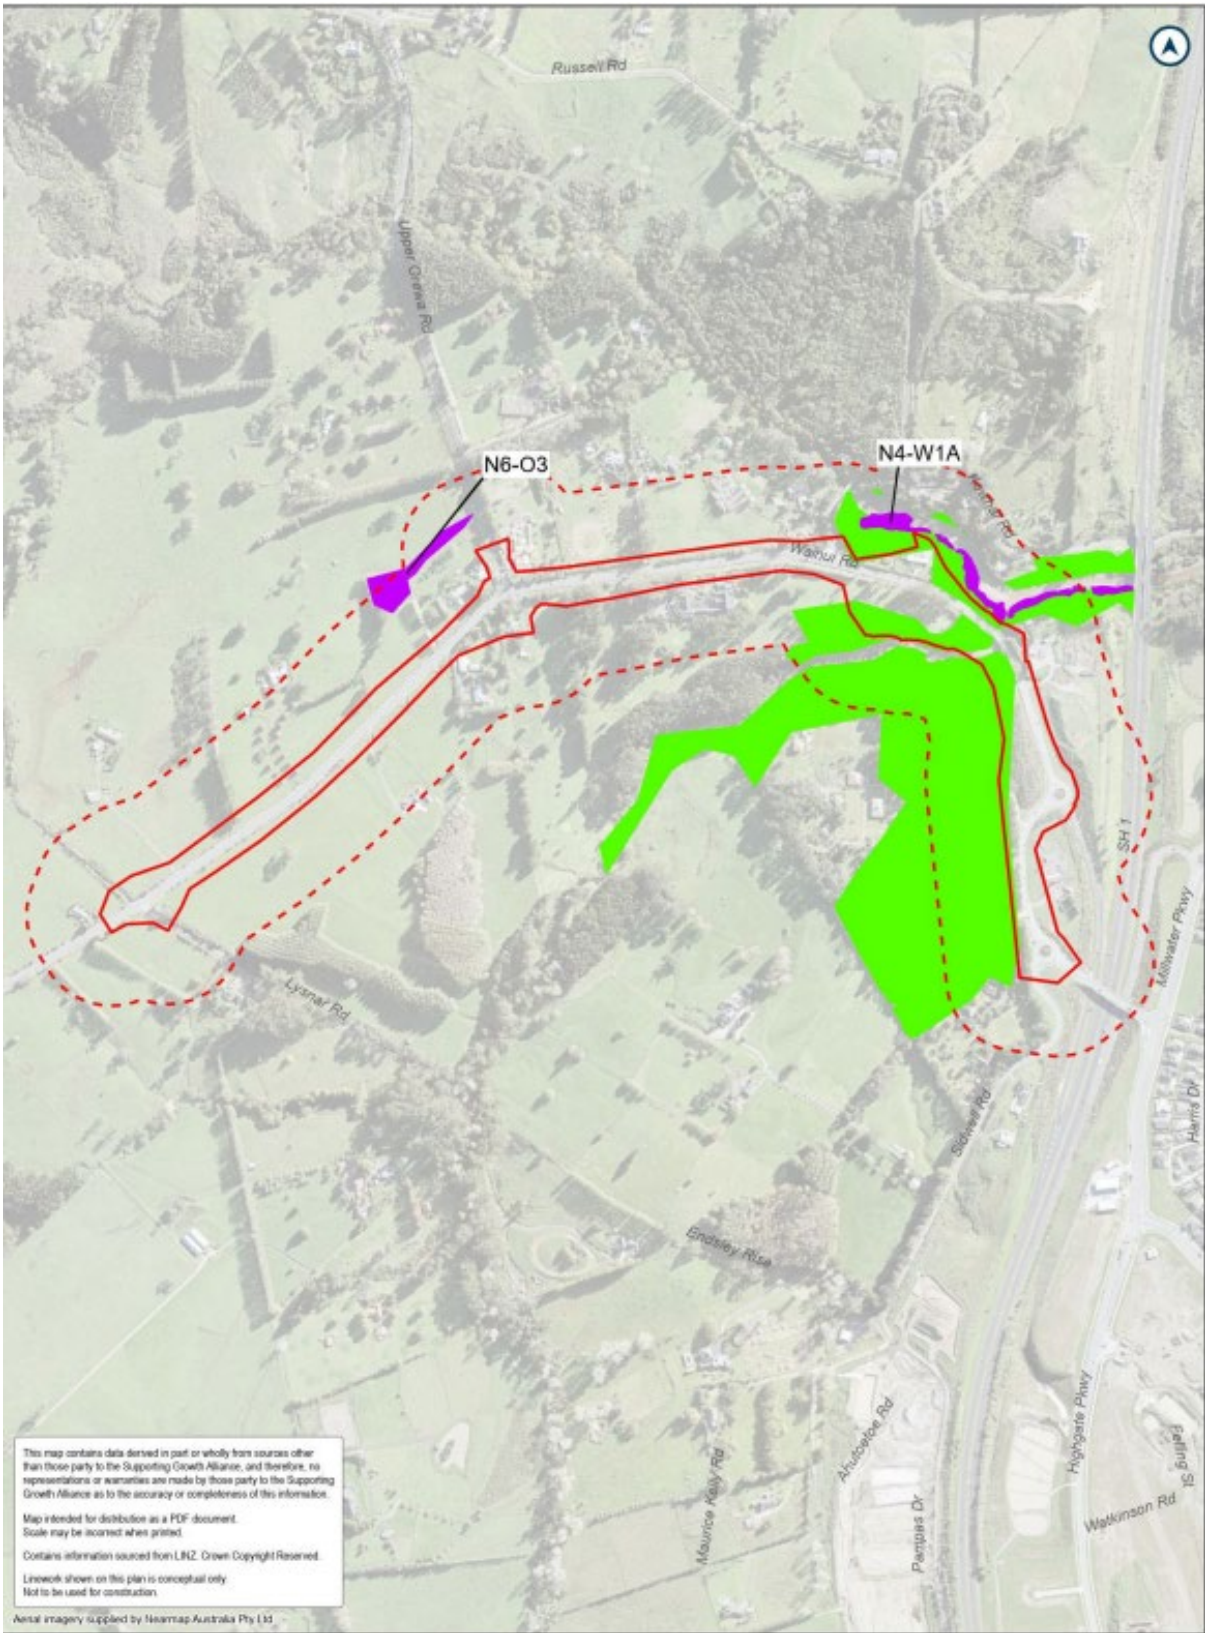 Russell Rd
Upper Orewa Rd
N6-O3
N4-W1A
Wainui Rd
SH 1
Millwater Pkwy
Lysnar Rd
Harris Dr
Sidwell Rd
Endsley Rise
Maurice Kelly Rd
Ahutoetoe Rd
Pampas Dr
Highgate Pkwy
Felling St
Watkinson Rd
This map contains data derived in part or wholly from sources other
than those party to the Supporting Growth Alliance, and therefore, no
representations or warranties are made by those party to the Supporting
Growth Alliance as to the accuracy or completeness of this information.
Map intended for distribution as a PDF document.
Scale may be incorrect when printed.
Contains information sourced from LINZ. Crown Copyright Reserved.
Linework shown on this plan is conceptual only.
Not to be used for construction.
Aerial imagery supplied by Nearmap Australia Pty Ltd